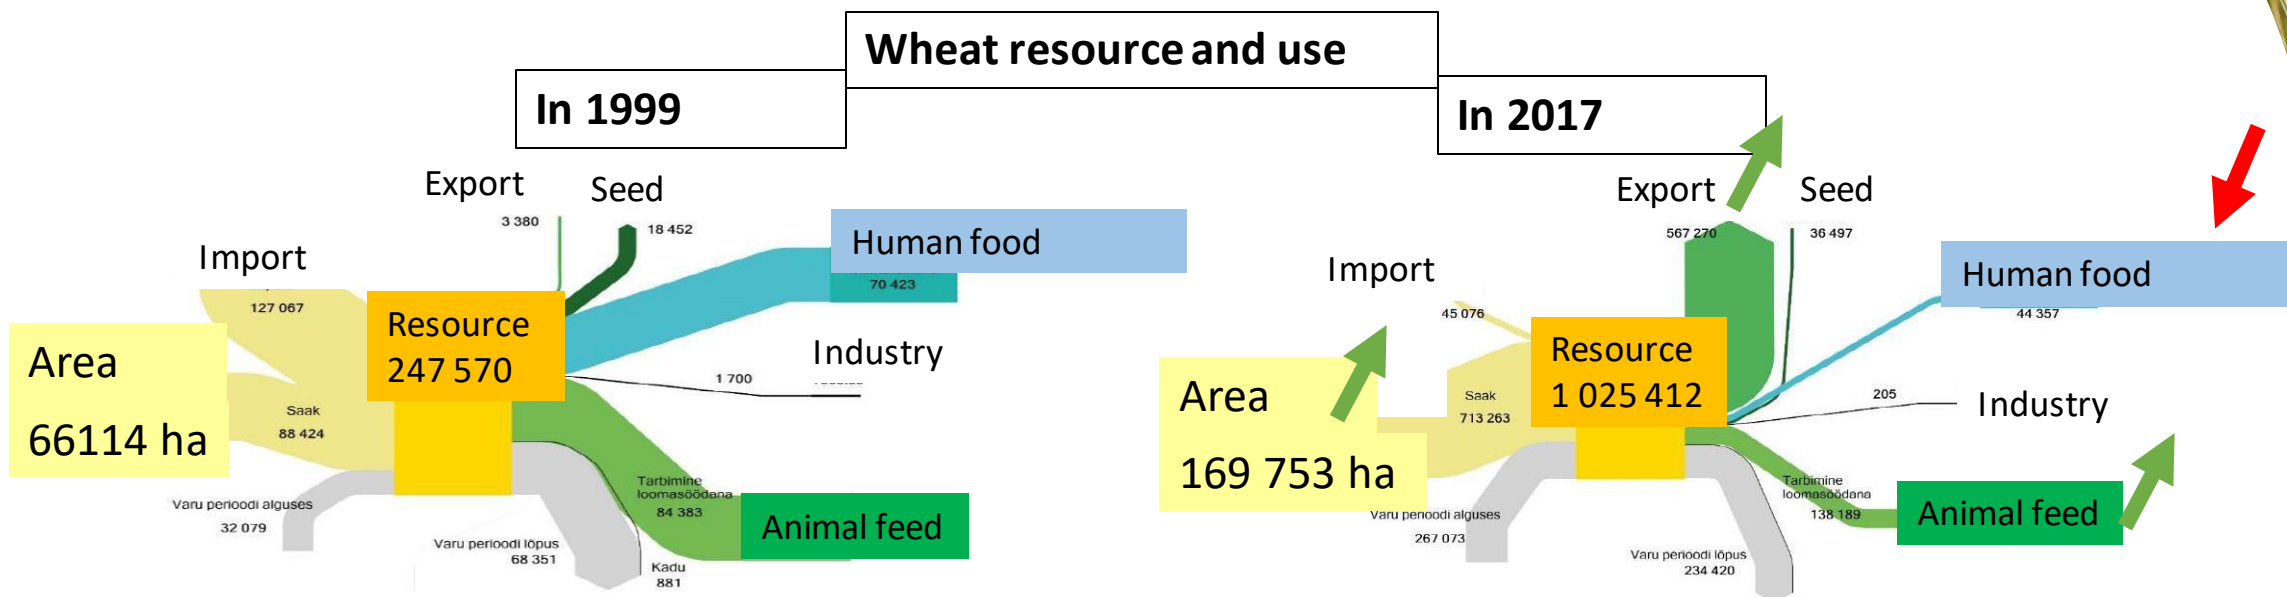 Wheat resource and use
In 1999
Export
Seed
3 380
18 452
Import
127 067
Human food
70 423
Resource
247 570
Area
66114 ha
Industry
1 700
Saak
88 424
Varu perioodi alguses
32 079
Varu perioodi lõpus
68 351
Tarbimine
loomasöödana
84 383
Animal feed
Kadu
881
In 2017
Export
Seed
567 270
36 497
Import
45 076
Human food
44 357
Resource
1 025 412
Area
169 753 ha
Industry
205
Saak
713 263
Varu perioodi alguses
267 073
Varu perioodi lõpus
234 420
Tarbimine
loomasöödana
138 189
Animal feed